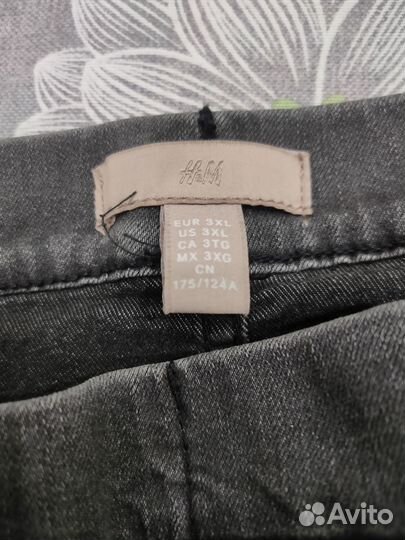 H&M
EUR 3XL
US 3XL
CA 3TG
MX 3XG
CN
175/124A
Avito